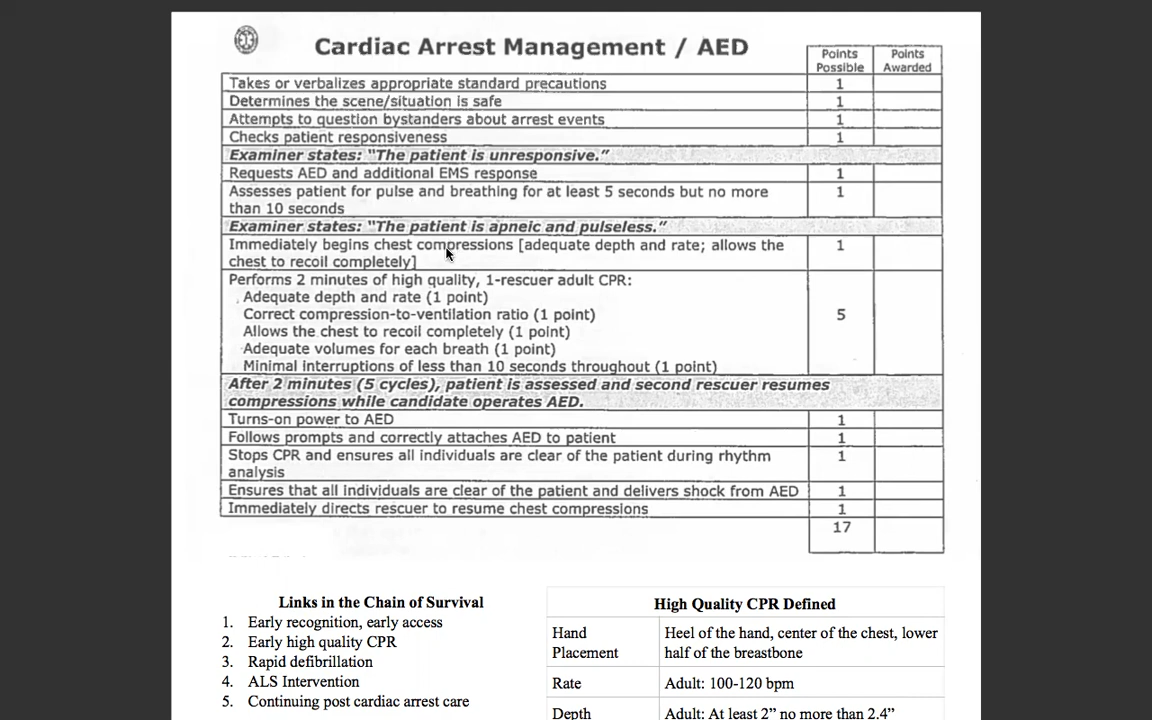 Cardiac Arrest Management / AED
Points Possible
Points Awarded
Takes or verbalizes appropriate standard precautions 1
Determines the scene/situation is safe 1
Attempts to question bystanders about arrest events 1
Checks patient responsiveness 1
Examiner states: "The patient is unresponsive."
Requests AED and additional EMS response 1
Assesses patient for pulse and breathing for at least 5 seconds but no more 1
than 10 seconds
Examiner states: "The patient is apneic and pulseless."
Immediately begins chest compressions [adequate depth and rate; allows the 1
chest to recoil completely]
Performs 2 minutes of high quality, 1-rescuer adult CPR:
Adequate depth and rate (1 point)
Correct compression-to-ventilation ratio (1 point) 5
Allows the chest to recoil completely (1 point)
Adequate volumes for each breath (1 point)
Minimal interruptions of less than 10 seconds throughout (1 point)
After 2 minutes (5 cycles), patient is assessed and second rescuer resumes
compressions while candidate operates AED.
Turns-on power to AED 1
Follows prompts and correctly attaches AED to patient 1
Stops CPR and ensures all individuals are clear of the patient during rhythm 1
analysis
Ensures that all individuals are clear of the patient and delivers shock from AED 1
Immediately directs rescuer to resume chest compressions 1
17
Links in the Chain of Survival
1. Early recognition, early access
2. Early high quality CPR
3. Rapid defibrillation
4. ALS Intervention
5. Continuing post cardiac arrest care
High Quality CPR Defined
Hand Placement
Heel of the hand, center of the chest, lower
half of the breastbone
Rate Adult: 100-120 bpm
Depth Adult: At least 2” no more than 2.4”